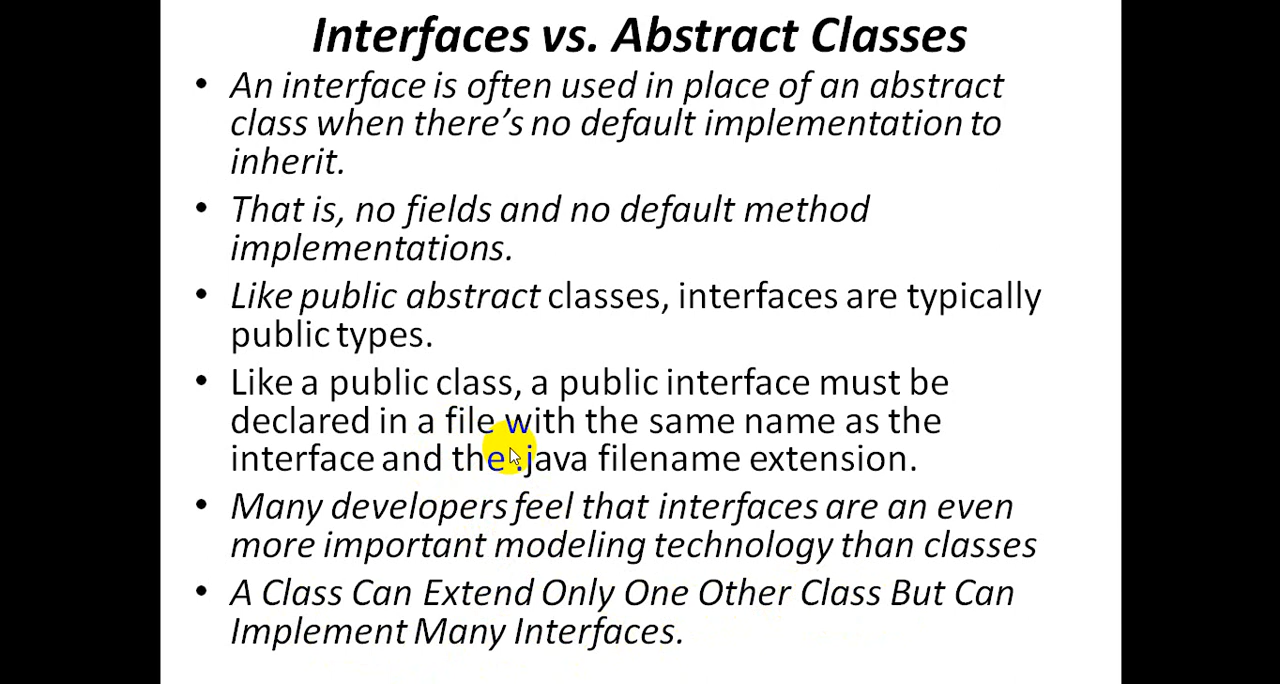 Interfaces vs. Abstract Classes
• An interface is often used in place of an abstract
class when there's no default implementation to
inherit.
• That is, no fields and no default method
implementations.
• Like public abstract classes, interfaces are typically
public types.
• Like a public class, a public interface must be
declared in a file with the same name as the
interface and the .java filename extension.
• Many developers feel that interfaces are an even
more important modeling technology than classes
• A Class Can Extend Only One Other Class But Can
Implement Many Interfaces.